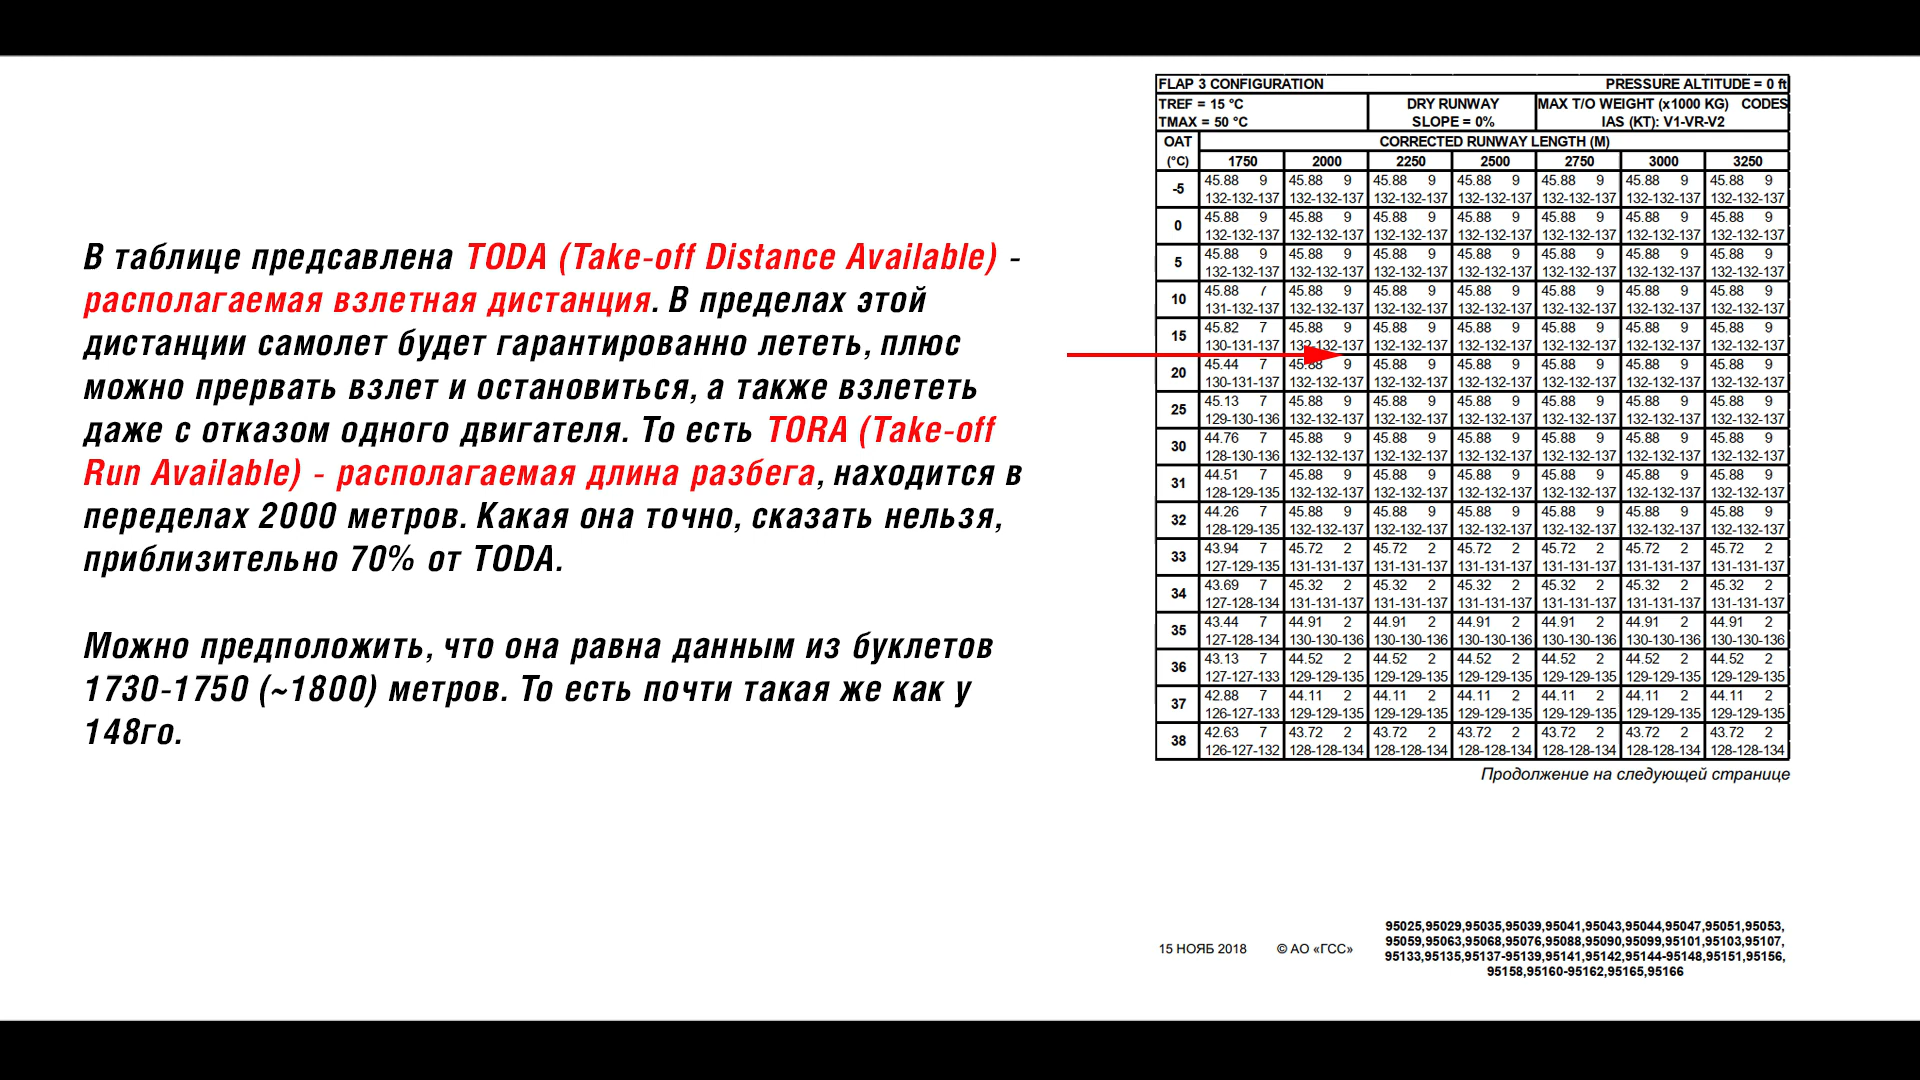 В таблице предсавлена TODA (Take-off Distance Available) -
располагаемая взлетная дистанция. В пределах этой
дистанции самолет будет гарантированно лететь, плюс
можно прервать взлет и остановиться, а также взлететь
даже с отказом одного двигателя. То есть TORA (Take-off
Run Available) - располагаемая длина разбега, находится в
переделах 2000 метров. Какая она точно, сказать нельзя,
приблизительно 70% от TODA.
Можно предположить, что она равна данным из буклетов
1730-1750 (~1800) метров. То есть почти такая же как у
148го.
FLAP 3 CONFIGURATION PRESSURE ALTITUDE = 0 ft
TREF = 15 °C DRY RUNWAY MAX T/O WEIGHT (x1000 KG) CODES
TMAX = 50 °C SLOPE = 0% IAS (KT): V1-VR-V2
OAT CORRECTED RUNWAY LENGTH (M)
(°C) 1750 2000 2250 2500 2750 3000 3250
-5 45.88 9 45.88 9 45.88 9 45.88 9 45.88 9 45.88 9 45.88 9
132-132-137 132-132-137 132-132-137 132-132-137 132-132-137 132-132-137 132-132-137
0 45.88 9 45.88 9 45.88 9 45.88 9 45.88 9 45.88 9 45.88 9
132-132-137 132-132-137 132-132-137 132-132-137 132-132-137 132-132-137 132-132-137
5 45.88 9 45.88 9 45.88 9 45.88 9 45.88 9 45.88 9 45.88 9
132-132-137 132-132-137 132-132-137 132-132-137 132-132-137 132-132-137 132-132-137
10 45.88 7 45.88 9 45.88 9 45.88 9 45.88 9 45.88 9 45.88 9
131-132-137 132-132-137 132-132-137 132-132-137 132-132-137 132-132-137 132-132-137
15 45.82 7 45.88 9 45.88 9 45.88 9 45.88 9 45.88 9 45.88 9
130-131-137 132-132-137 132-132-137 132-132-137 132-132-137 132-132-137 132-132-137
20 45.44 7 45.88 9 45.88 9 45.88 9 45.88 9 45.88 9 45.88 9
130-131-137 132-132-137 132-132-137 132-132-137 132-132-137 132-132-137 132-132-137
25 45.13 7 45.88 9 45.88 9 45.88 9 45.88 9 45.88 9 45.88 9
129-130-136 132-132-137 132-132-137 132-132-137 132-132-137 132-132-137 132-132-137
30 44.76 7 45.88 9 45.88 9 45.88 9 45.88 9 45.88 9 45.88 9
128-130-136 132-132-137 132-132-137 132-132-137 132-132-137 132-132-137 132-132-137
31 44.51 7 45.88 9 45.88 9 45.88 9 45.88 9 45.88 9 45.88 9
128-129-135 132-132-137 132-132-137 132-132-137 132-132-137 132-132-137 132-132-137
32 44.26 7 45.88 9 45.88 9 45.88 9 45.88 9 45.88 9 45.88 9
128-129-135 132-132-137 132-132-137 132-132-137 132-132-137 132-132-137 132-132-137
33 43.94 7 45.72 2 45.72 2 45.72 2 45.72 2 45.72 2 45.72 2
127-129-135 131-131-137 131-131-137 131-131-137 131-131-137 131-131-137 131-131-137
34 43.69 7 45.32 2 45.32 2 45.32 2 45.32 2 45.32 2 45.32 2
127-128-134 131-131-137 131-131-137 131-131-137 131-131-137 131-131-137 131-131-137
35 43.44 7 44.91 2 44.91 2 44.91 2 44.91 2 44.91 2 44.91 2
127-128-134 130-130-136 130-130-136 130-130-136 130-130-136 130-130-136 130-130-136
36 43.13 7 44.52 2 44.52 2 44.52 2 44.52 2 44.52 2 44.52 2
127-127-133 129-129-135 129-129-135 129-129-135 129-129-135 129-129-135 129-129-135
37 42.88 7 44.11 2 44.11 2 44.11 2 44.11 2 44.11 2 44.11 2
126-127-133 129-129-135 129-129-135 129-129-135 129-129-135 129-129-135 129-129-135
38 42.63 7 43.72 2 43.72 2 43.72 2 43.72 2 43.72 2 43.72 2
126-127-132 128-128-134 128-128-134 128-128-134 128-128-134 128-128-134 128-128-134
Продолжение на следующей странице
15 НОЯБ 2018 © АО «ГСС»
95025,95029,95035,95039,95041,95043,95044,95047,95051,95053,
95059,95063,95068,95076,95088,95090,95099,95101,95103,95107,
95133,95135,95137-95139,95141,95142,95144-95148,95151,95156,
95158,95160-95162,95165,95166